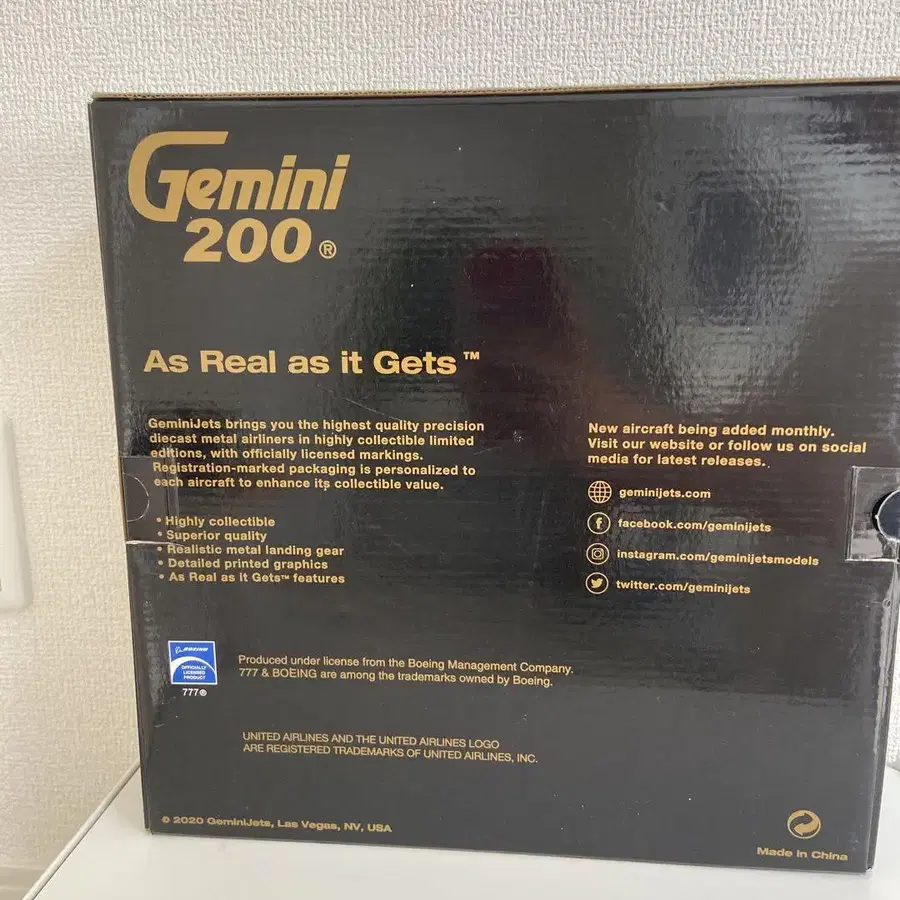 Gemini
200®
As Real as it Gets™
GeminiJets brings you the highest quality precision
diecast metal airliners in highly collectible limited
editions, with officially licensed markings.
Registration-marked packaging is personalized to
each aircraft to enhance its collectible value.
• Highly collectible
• Superior quality
• Realistic metal landing gear
• Detailed printed graphics
• As Real as it Gets™ features
New aircraft being added monthly.
Visit our website or follow us on social
media for latest releases.
geminijets.com
facebook.com/geminijets
instagram.com/geminijetsmodels
twitter.com/geminijets
BOEING
OFFICIALLY
LICENSED
PRODUCT
777®
Produced under license from the Boeing Management Company.
777 & BOEING are among the trademarks owned by Boeing.
UNITED AIRLINES AND THE UNITED AIRLINES LOGO
ARE REGISTERED TRADEMARKS OF UNITED AIRLINES, INC.
© 2020 GeminiJets, Las Vegas, NV, USA
Made in China